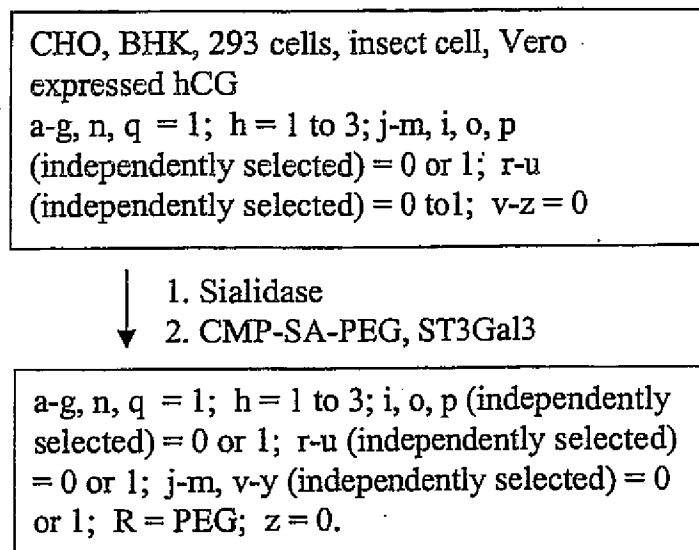 CHO, BHK, 293 cells, insect cell, Vero
expressed hCG
a-g, n, q = 1; h = 1 to 3; j-m, i, o, p
(independently selected) = 0 or 1; r-u
(independently selected) = 0 to1; v-z = 0
1. Sialidase
2. CMP-SA-PEG, ST3Gal3
a-g, n, q = 1; h = 1 to 3; i, o, p (independently
selected) = 0 or 1; r-u (independently selected)
= 0 or 1; j-m, v-y (independently selected) = 0
or 1; R = PEG; z = 0.